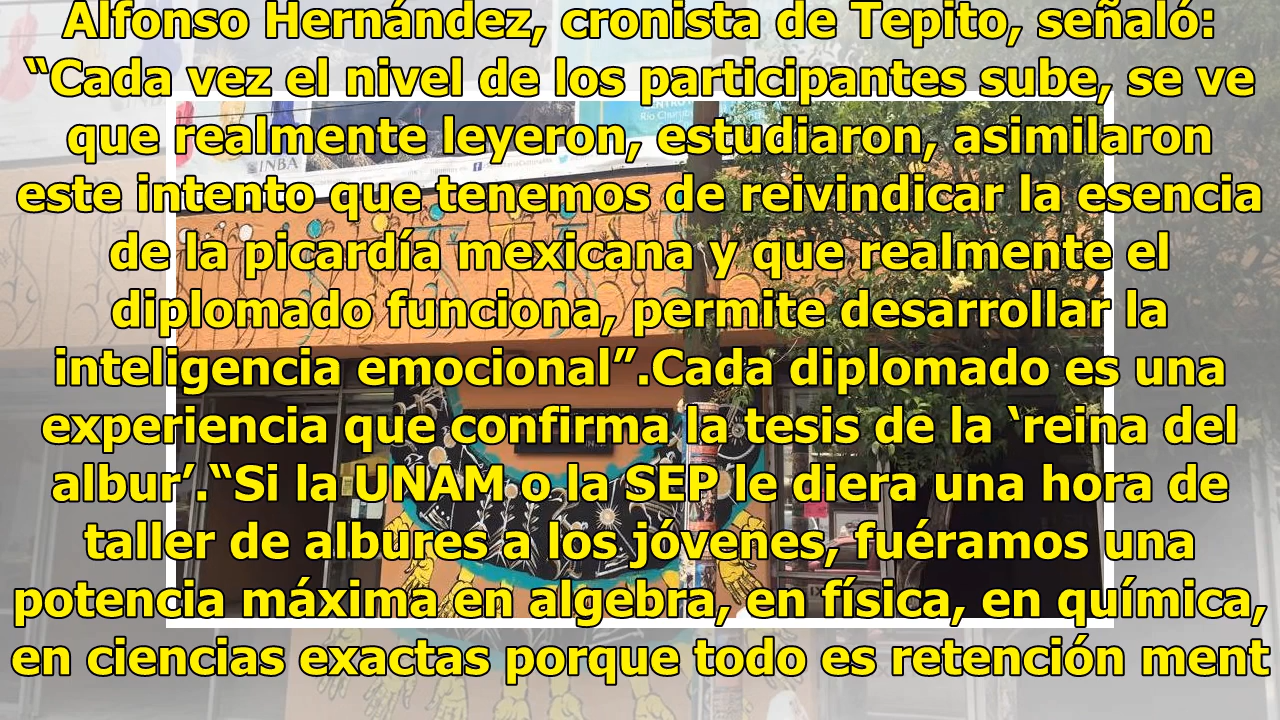 Alfonso Hernández, cronista de Tepito, señaló:
“Cada vez el nivel de los participantes sube, se ve
que realmente leyeron, estudiaron, asimilaron
este intento que tenemos de reivindicar la esencia
de la picardía mexicana y que realmente el
diplomado funciona, permite desarrollar la
inteligencia emocional”.Cada diplomado es una
experiencia que confirma la tesis de la ‘reina del
albur’.“Si la UNAM o la SEP le diera una hora de
taller de albures a los jóvenes, fuéramos una
potencia máxima en algebra, en física, en química,
en ciencias exactas porque todo es retención ment
INBA